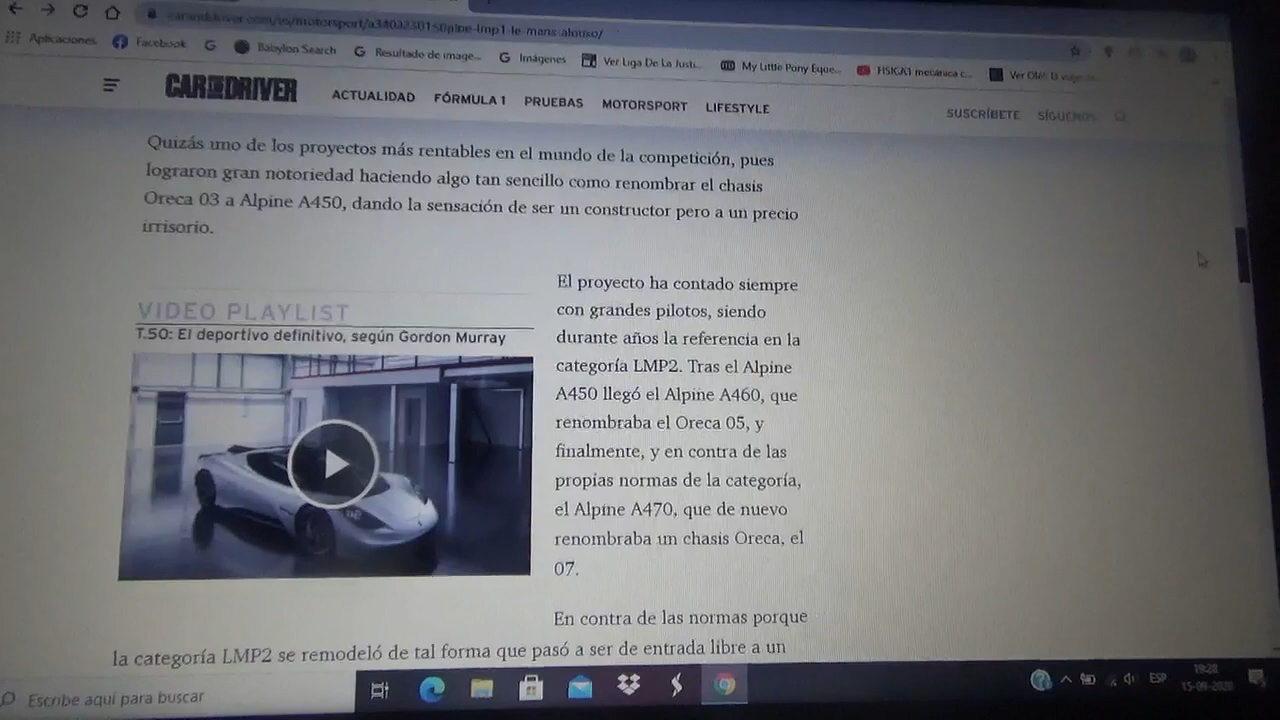 Aplicaciones Facebook Babylon Search Resultado de image... Imágenes Ver Liga De La Justi... My Little Pony Eque... FISICA1 mecánica c...
CAR AND DRIVER ACTUALIDAD FÓRMULA 1 PRUEBAS MOTORSPORT LIFESTYLE SUSCRÍBETE SÍGUENOS
Quizás uno de los proyectos más rentables en el mundo de la competición, pues
lograron gran notoriedad haciendo algo tan sencillo como renombrar el chasis
Oreca 03 a Alpine A450, dando la sensación de ser un constructor pero a un precio
irrisorio.
VIDEO PLAYLIST
T.50: El deportivo definitivo, según Gordon Murray
El proyecto ha contado siempre
con grandes pilotos, siendo
durante años la referencia en la
categoría LMP2. Tras el Alpine
A450 llegó el Alpine A460, que
renombraba el Oreca 05, y
finalmente, y en contra de las
propias normas de la categoría,
el Alpine A470, que de nuevo
renombraba un chasis Oreca, el
07.
En contra de las normas porque
la categoría LMP2 se remodeló de tal forma que pasó a ser de entrada libre a un
Escribe aquí para buscar
ESP
19:28
15-09-2020